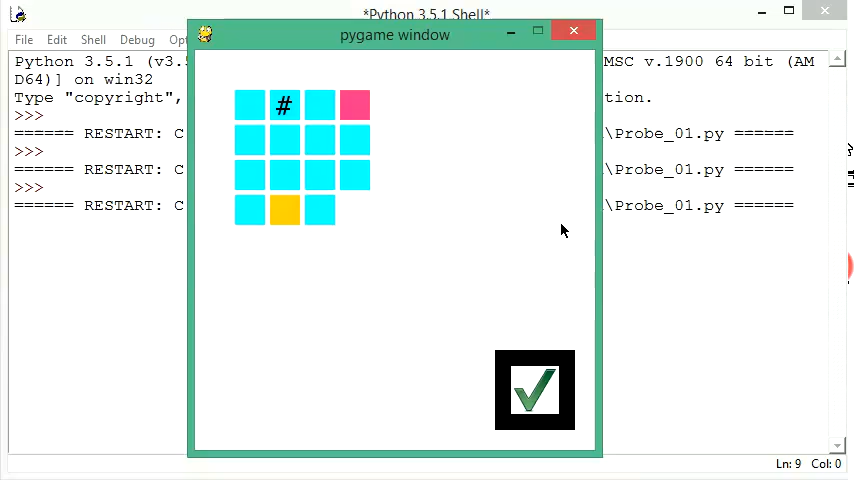 *Python 3.5.1 Shell*
pygame window
File Edit Shell Debug Opt
Python 3.5.1 (v3.5 MSC v.1900 64 bit (AM
D64)] on win32
Type "copyright", tion.
>>>
====== RESTART: C \Probe_01.py ======
>>>
====== RESTART: C \Probe_01.py ======
>>>
====== RESTART: C \Probe_01.py ======
#
Ln: 9 Col: 0